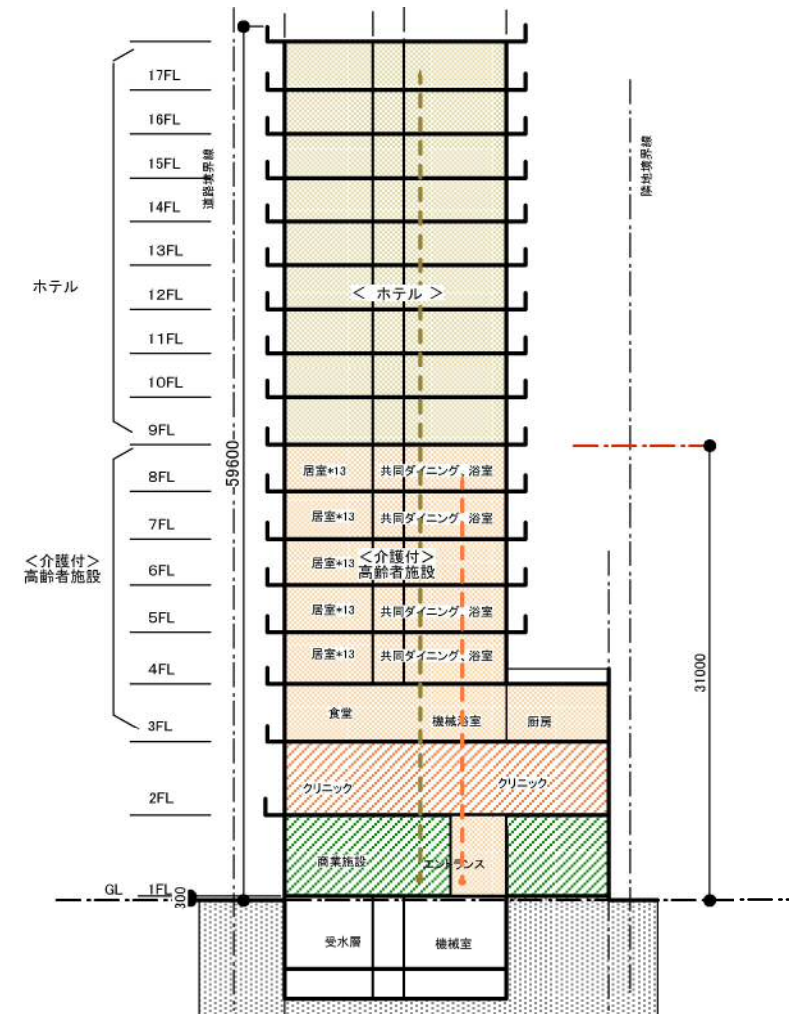 17FL
16FL
15FL
14FL
13FL
12FL
11FL
10FL
9FL
8FL
7FL
6FL
5FL
4FL
3FL
2FL
GL 1FL
300
ホテル
<介護付>
高齢者施設
道路境界線
隣地境界線
59600
31000
< ホテル >
居室*13 共同ダイニング、浴室
居室*13 共同ダイニング、浴室
居室*13 <介護付>
高齢者施設
居室*13 共同ダイニング、浴室
居室*13 共同ダイニング、浴室
食堂 機械浴室 厨房
クリニック クリニック
商業施設 エントランス
受水層 機械室